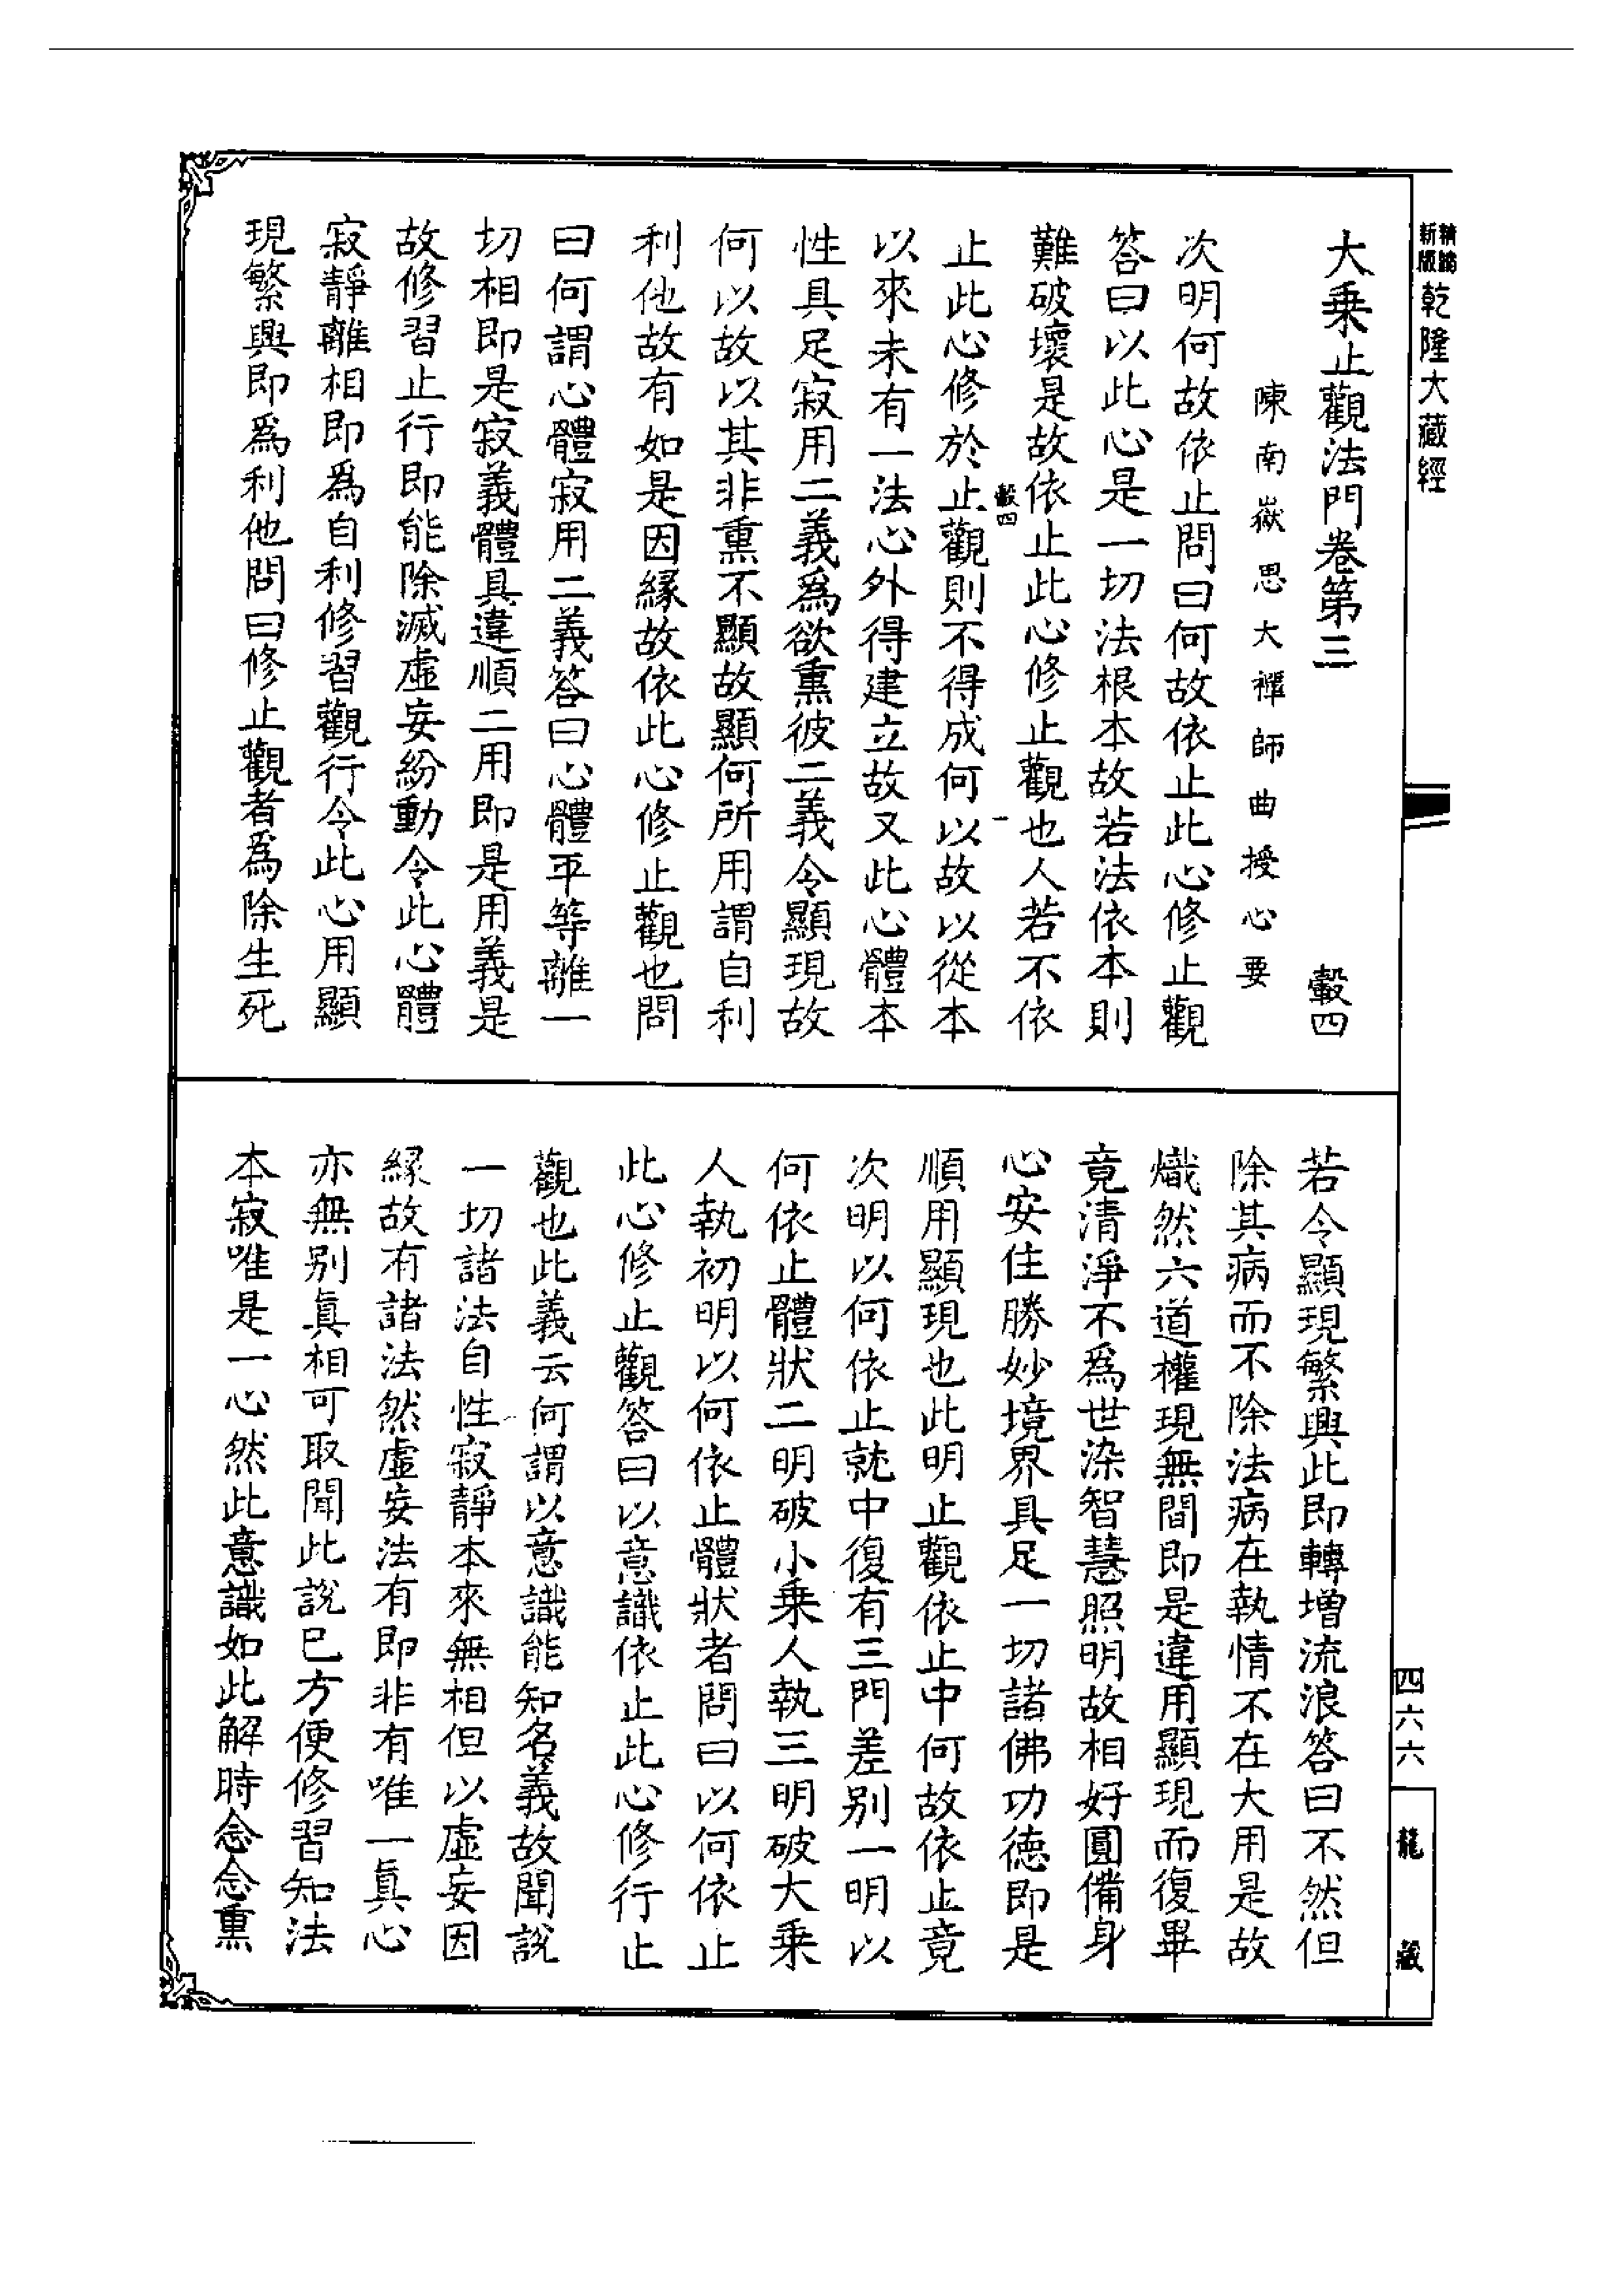 新版精縮乾隆大藏經
大乗止觀法門卷第三 轂四
陳南嶽思大禪師曲授心要
次明何故依止問曰何故依止此心修止觀
答曰以此心是一切法根本故若法依本則
難破壞是故依止此心修止觀也人若不依
轂四 一
止此心修於止觀則不得成何以故以從本
以來未有一法心外得建立故又此心體本
性具足寂用二義爲欲熏彼二義令顯現故
何以故以其非熏不顯故顯何所用謂自利
利他故有如是因緣故依此心修止觀也問
曰何謂心體寂用二義答曰心體平等離一
切相即是寂義體具違順二用即是用義是
故修習止行即能除滅虛妄紛動令此心體
寂靜離相即爲自利修習觀行令此心用顯
現繁興即爲利他問曰修止觀者爲除生死
若令顯現繁興此即轉增流浪答曰不然但
除其病而不除法病在執情不在大用是故
熾然六道權現無間即是違用顯現而復畢
竟清淨不爲世染智慧照明故相好圓備身
心安住勝妙境界具足一切諸佛功德即是
順用顯現也此明止觀依止中何故依止竟
次明以何依止就中復有三門差别一明以
何依止體狀二明破小乗人執三明破大乗
人執初明以何依止體狀者問曰以何依止
此心修止觀答曰以意識依止此心修行止
觀也此義云何謂以意識能知名義故聞說
一切諸法自性寂靜本來無相但以虛妄因
緣故有諸法然虛妄法有即非有唯一真心
亦無别真相可取聞此說已方便修習知法
本寂唯是一心然此意識如此解時念念熏
四六六
龍藏